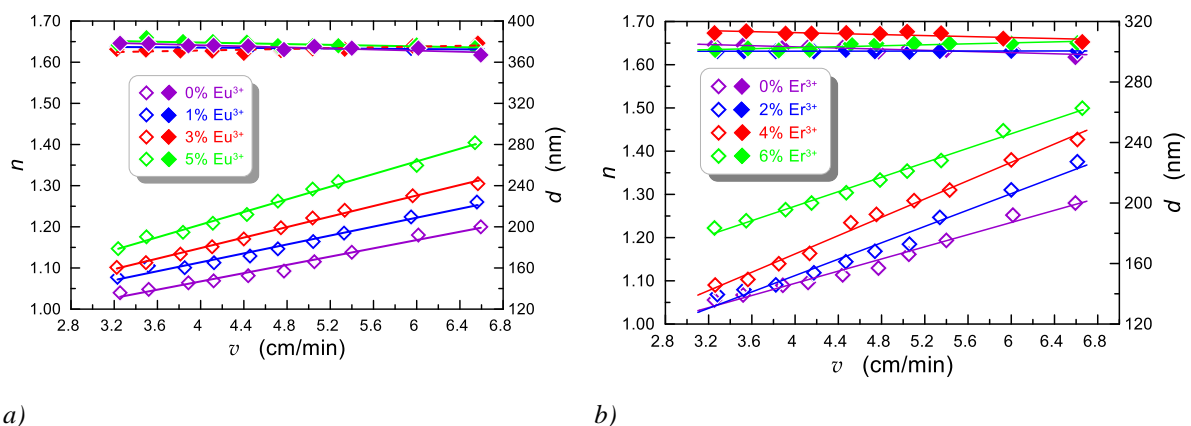 1.70
1.60
1.50
1.40
1.30
1.20
1.10
1.00
n
400
360
320
280
240
200
160
120
d (nm)
0% Eu³⁺
1% Eu³⁺
3% Eu³⁺
5% Eu³⁺
2.8 3.2 3.6 4 4.4 4.8 5.2 5.6 6 6.4 6.8
v (cm/min)
a)
1.70
1.60
1.50
1.40
1.30
1.20
1.10
1.00
n
320
280
240
200
160
120
d (nm)
0% Er³⁺
2% Er³⁺
4% Er³⁺
6% Er³⁺
2.8 3.2 3.6 4 4.4 4.8 5.2 5.6 6 6.4 6.8
v (cm/min)
b)